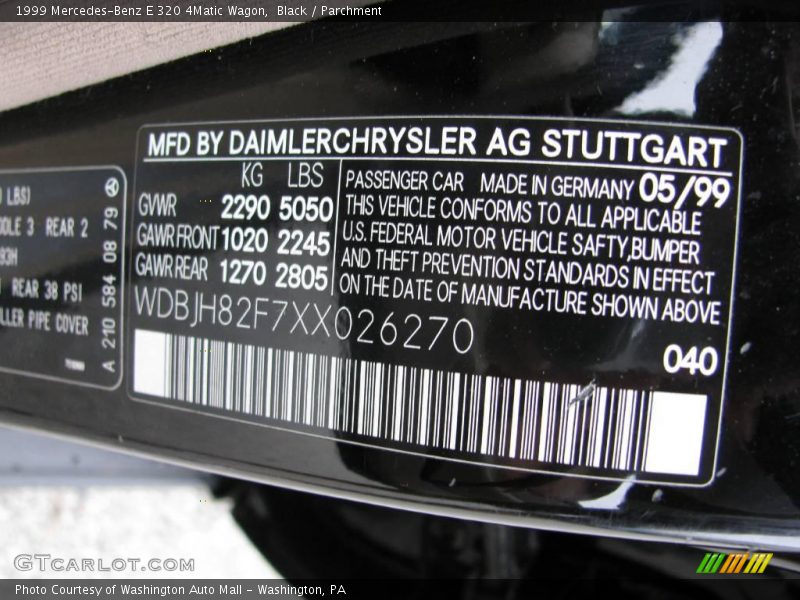 1999 Mercedes-Benz E 320 4Matic Wagon, Black / Parchment
MFD BY DAIMLERCHRYSLER AG STUTTGART
KG LBS
GVWR 2290 5050
GAWR FRONT 1020 2245
GAWR REAR 1270 2805
PASSENGER CAR MADE IN GERMANY 05/99
THIS VEHICLE CONFORMS TO ALL APPLICABLE
U.S. FEDERAL MOTOR VEHICLE SAFTY,BUMPER
AND THEFT PREVENTION STANDARDS IN EFFECT
ON THE DATE OF MANUFACTURE SHOWN ABOVE
WDBJH82F7XX026270
040
LBS)
3 REAR 2
REAR 38 PSI
PIPE COVER
A 210 584 08 79
GTCARLOT.COM
Photo Courtesy of Washington Auto Mall - Washington, PA